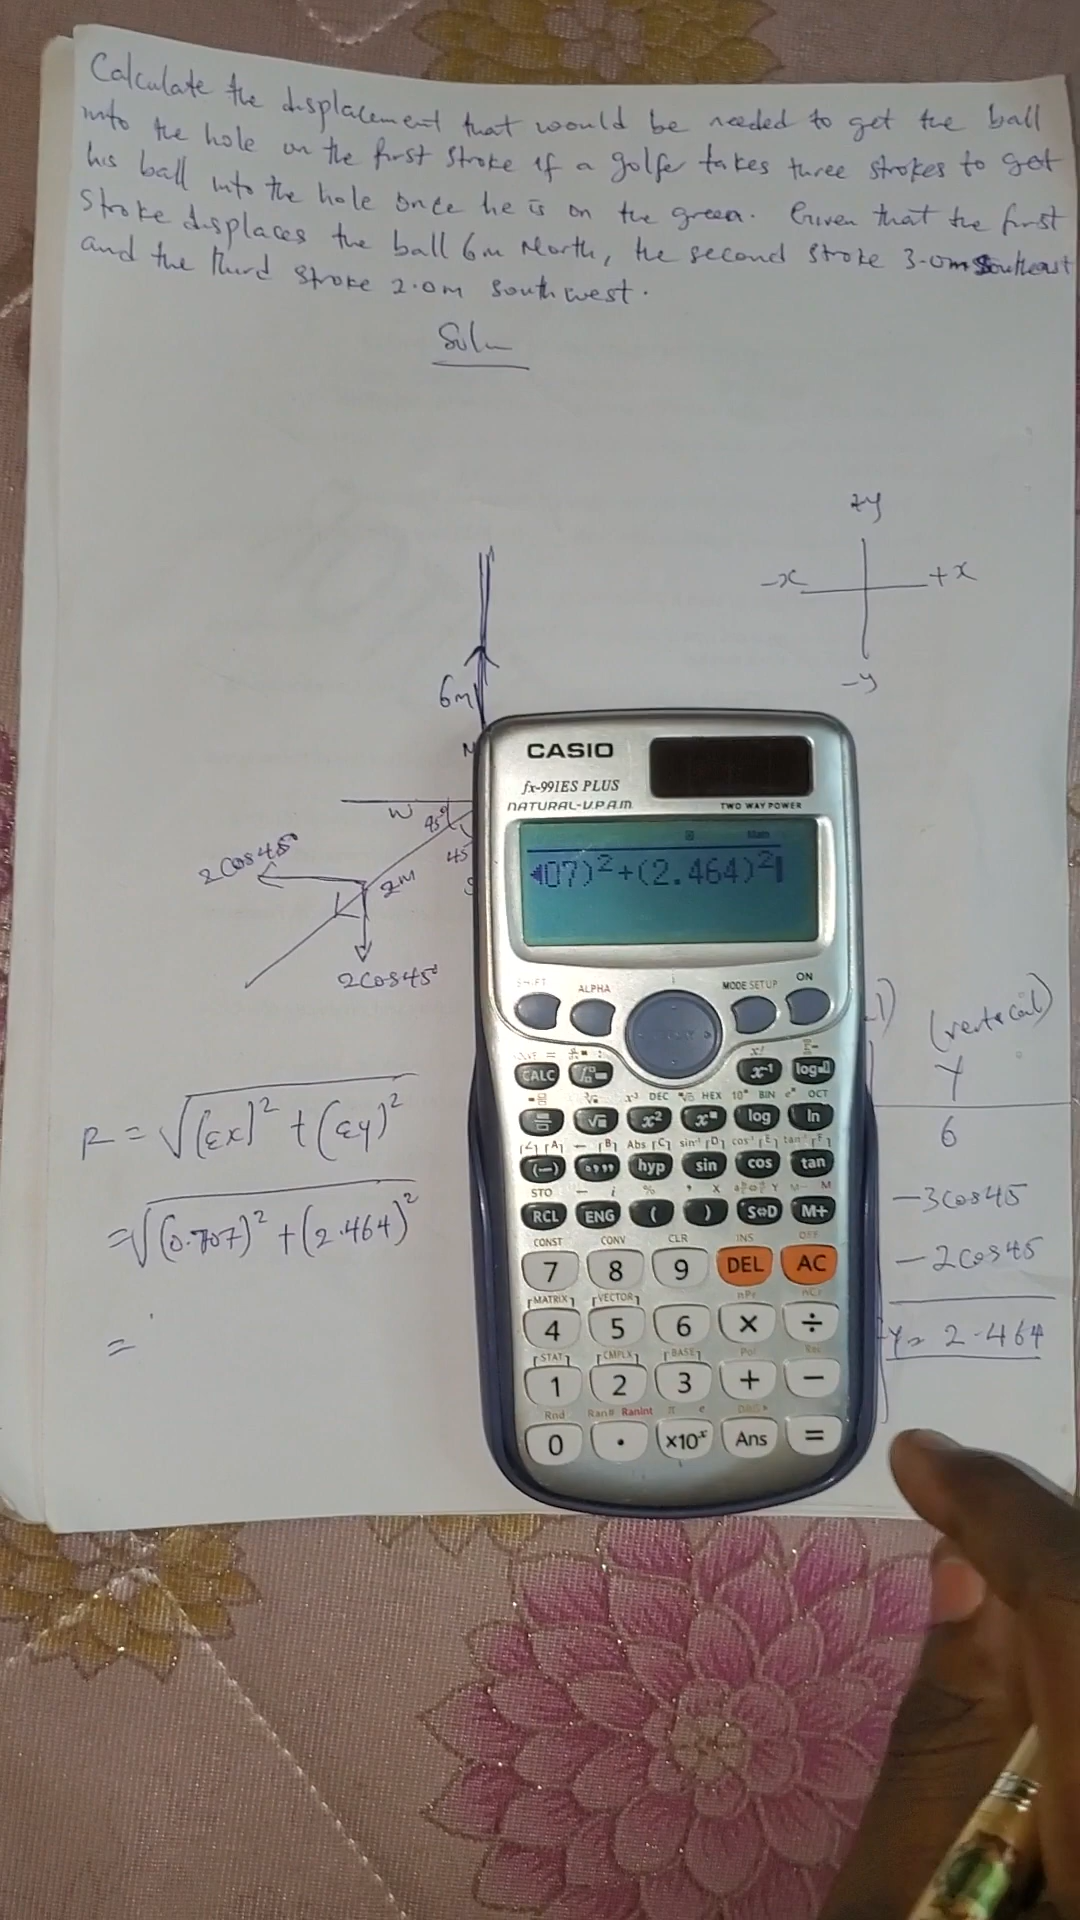 Calculate the displacement that would be needed to get the ball
into the hole on the first stroke if a golfer takes three strokes to get
his ball into the hole once he is on the green. Given that the first
stroke displaces the ball 6m North, the second stroke 3.0m Southeast
and the third stroke 2.0m southwest.
Soln
+y
-x +x
-y
6m
N
W 45°
45
S
2m
2Cos45°
2Cos45°
CASIO
fx-991ES PLUS
NATURAL-V.P.A.M.
TWO WAY POWER
Math
07)²+(2.464)²
SHIFT ALPHA MODE SETUP ON
CALC x⁻¹ log
√ x² log ln
(−) hyp sin cos tan
STO
RCL ENG ( ) S⇔D M+
CONST CONV CLR INS OFF
7 8 9 DEL AC
MATRIX VECTOR
4 5 6 × ÷
STAT CMPLX BASE Pol Rec
1 2 3 + −
Rnd Ran# RanInt π e DRG▸
0 . ×10ˣ Ans =
(vertical)
Y
6
-3cos45
-2cos45
y= 2.464
R = √(Σx)² + (Σy)²
= √(0.707)² + (2.464)²
=